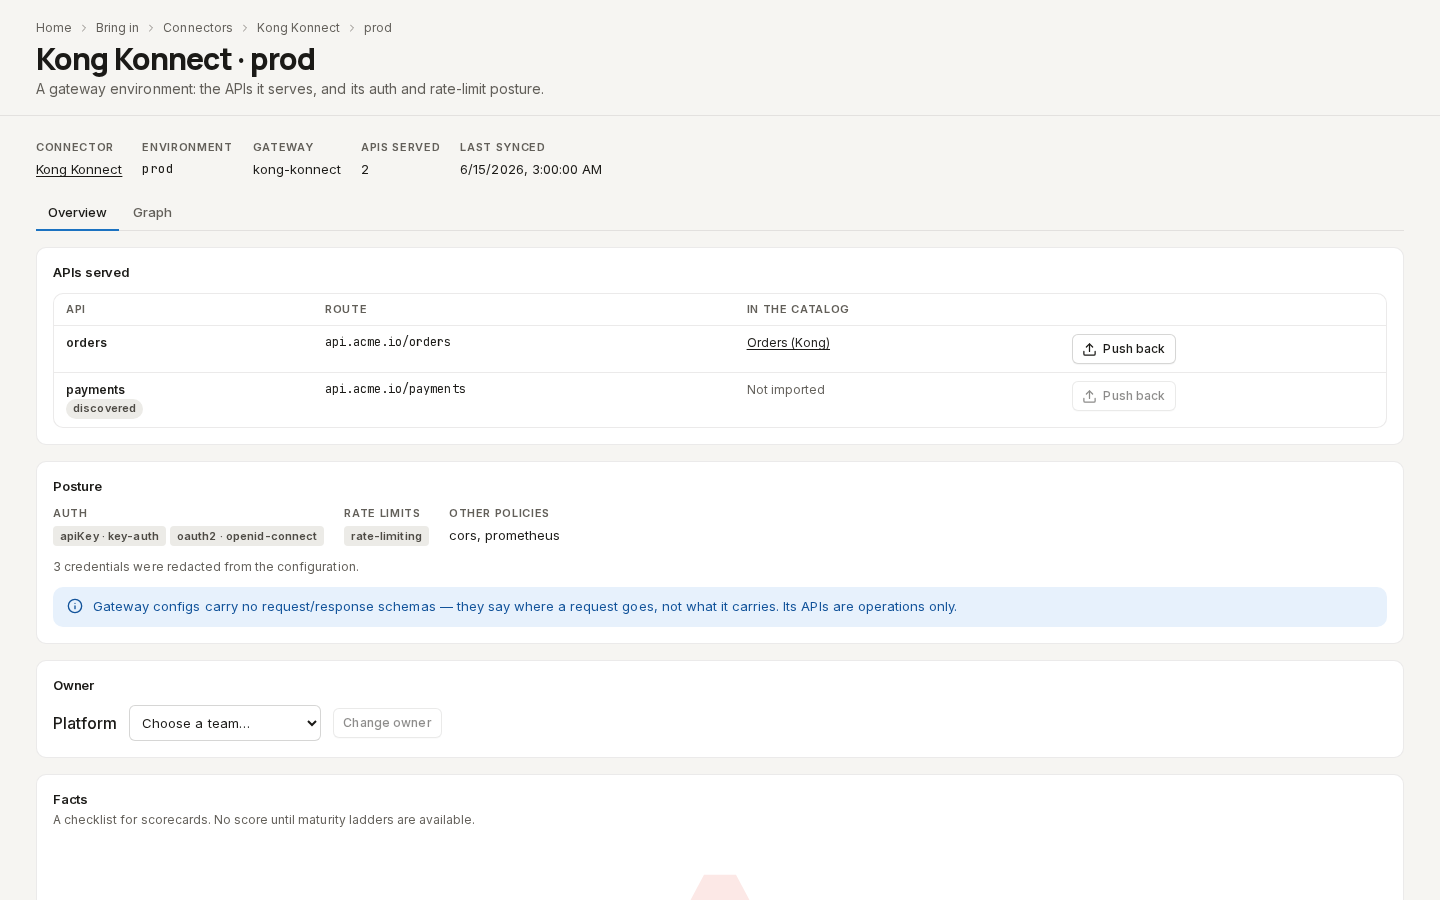 Home > Bring in > Connectors > Kong Konnect > prod
Kong Konnect · prod
A gateway environment: the APIs it serves, and its auth and rate-limit posture.
CONNECTOR ENVIRONMENT GATEWAY APIS SERVED LAST SYNCED
Kong Konnect prod kong-konnect 2 6/15/2026, 3:00:00 AM
Overview Graph
APIs served
API ROUTE IN THE CATALOG
orders api.acme.io/orders Orders (Kong) Push back
payments api.acme.io/payments Not imported Push back
discovered
Posture
AUTH RATE LIMITS OTHER POLICIES
apiKey · key-auth oauth2 · openid-connect rate-limiting cors, prometheus
3 credentials were redacted from the configuration.
Gateway configs carry no request/response schemas — they say where a request goes, not what it carries. Its APIs are operations only.
Owner
Platform Choose a team... Change owner
Facts
A checklist for scorecards. No score until maturity ladders are available.